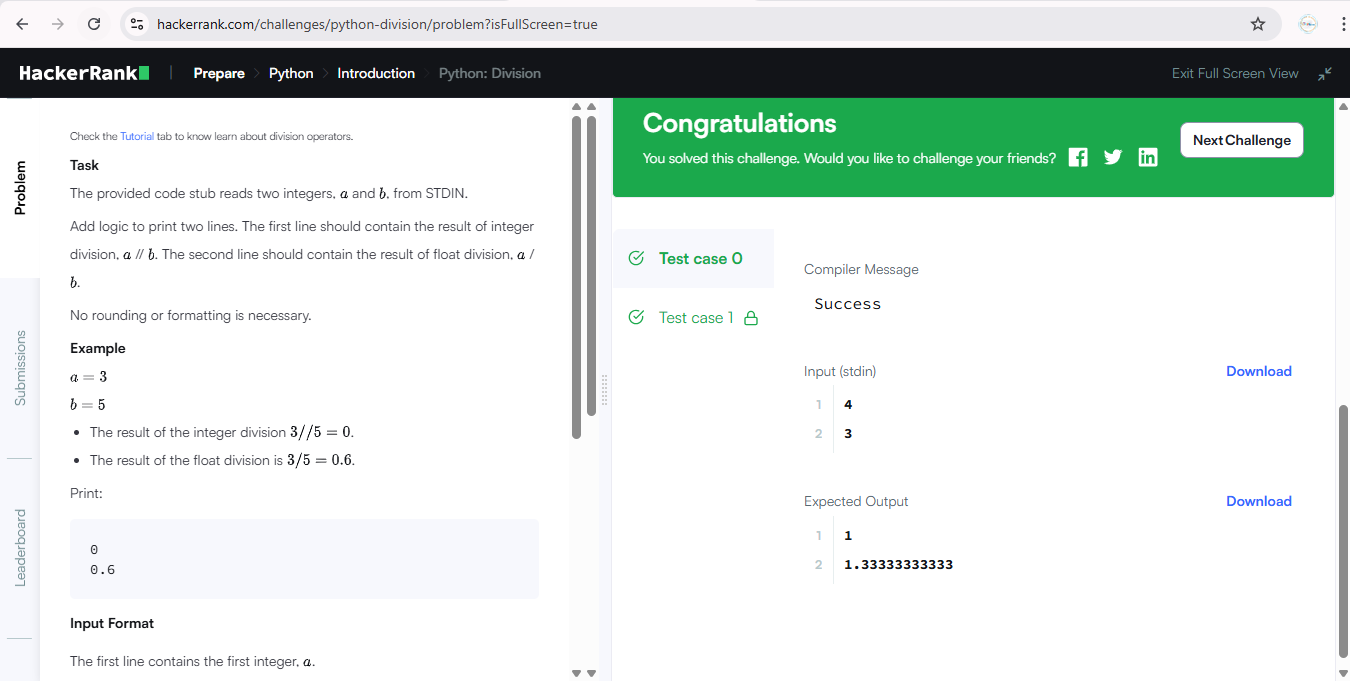 hackerrank.com/challenges/python-division/problem?isFullScreen=true
HackerRank
Prepare
Python
Introduction
Python: Division
Exit Full Screen View
Problem
Submissions
Leaderboard
Check the Tutorial tab to know learn about division operators.
Task
The provided code stub reads two integers, a and b, from STDIN.
Add logic to print two lines. The first line should contain the result of integer
division, a // b. The second line should contain the result of float division, a /
b.
No rounding or formatting is necessary.
Example
a = 3
b = 5
• The result of the integer division 3//5 = 0.
• The result of the float division is 3/5 = 0.6.
Print:
0
0.6
Input Format
The first line contains the first integer, a.
Congratulations
You solved this challenge. Would you like to challenge your friends?
Next Challenge
Test case 0
Test case 1
Compiler Message
Success
Input (stdin)
Download
1 4
2 3
Expected Output
Download
1 1
2 1.33333333333